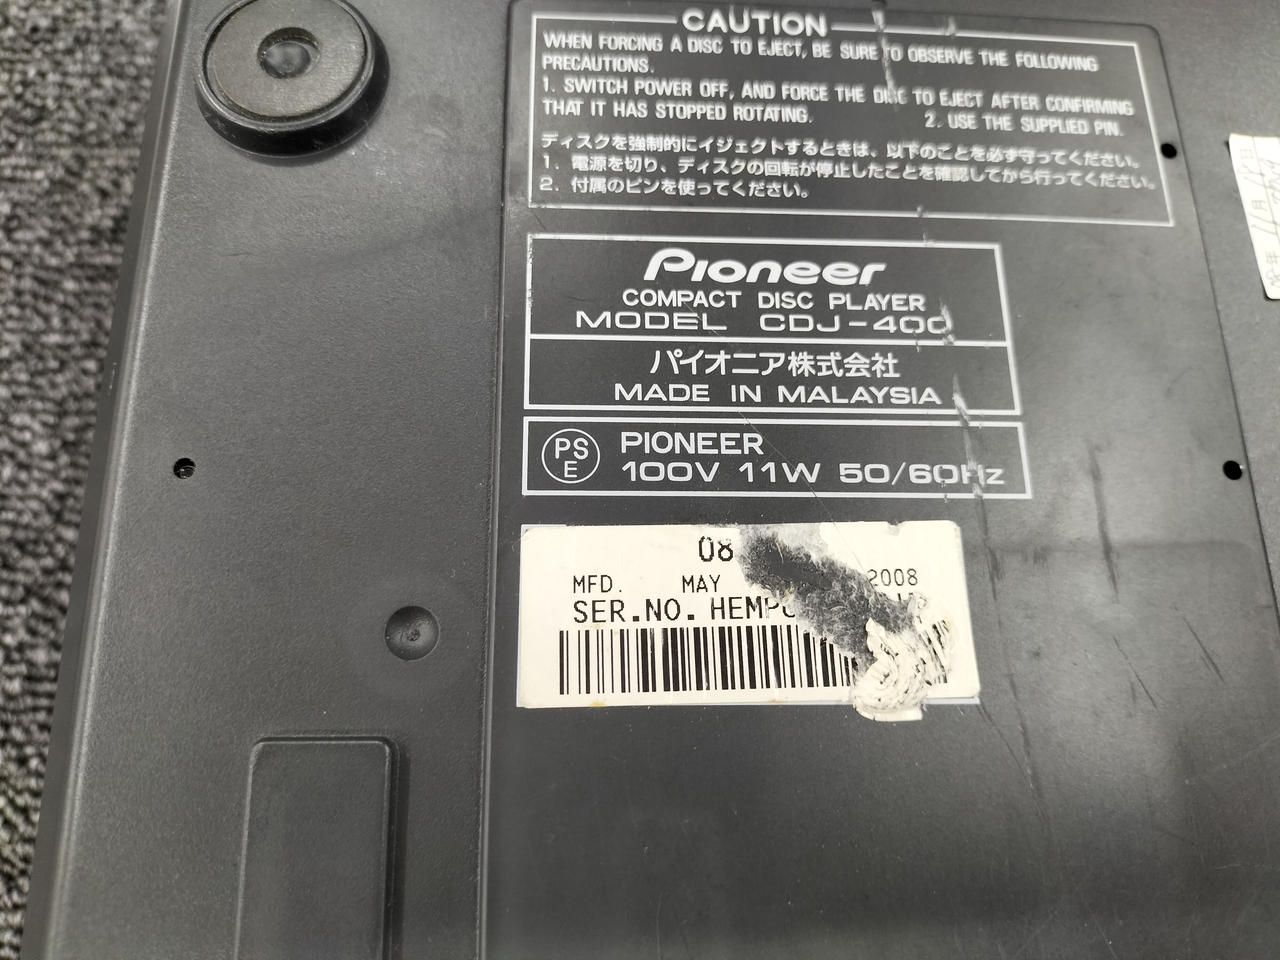 CAUTION
WHEN FORCING A DISC TO EJECT, BE SURE TO OBSERVE THE FOLLOWING
PRECAUTIONS.
1. SWITCH POWER OFF, AND FORCE THE DISC TO EJECT AFTER CONFIRMING
THAT IT HAS STOPPED ROTATING. 2. USE THE SUPPLIED PIN.
ディスクを強制的にイジェクトするときは、以下のことを必ず守ってください。
1. 電源を切り、ディスクの回転が停止したことを確認してから行ってください。
2. 付属のピンを使ってください。
Pioneer
COMPACT DISC PLAYER
MODEL CDJ-400
パイオニア株式会社
MADE IN MALAYSIA
PS
E
PIONEER
100V 11W 50/60Hz
08
MFD. MAY 2008
SER.NO.